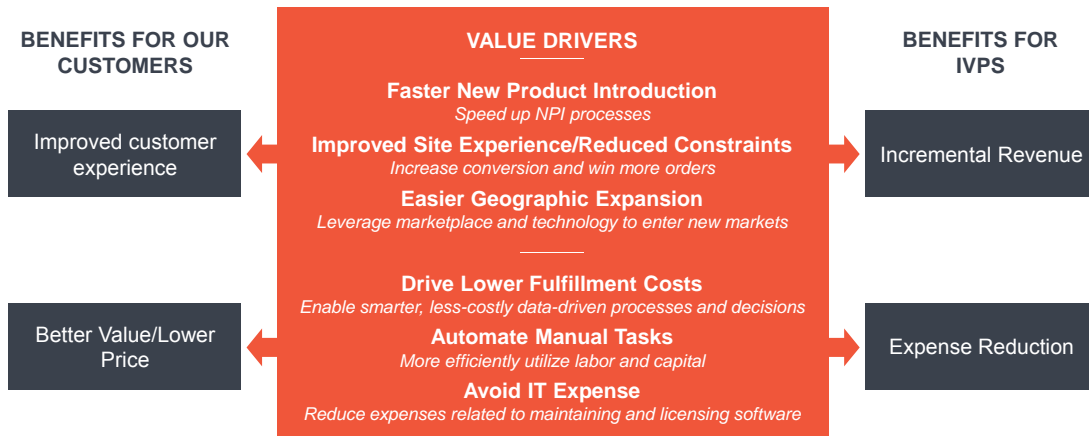 BENEFITS FOR OUR
CUSTOMERS
Improved customer
experience
Better Value/Lower
Price
VALUE DRIVERS
Faster New Product Introduction
Speed up NPI processes
Improved Site Experience/Reduced Constraints
Increase conversion and win more orders
Easier Geographic Expansion
Leverage marketplace and technology to enter new markets
Drive Lower Fulfillment Costs
Enable smarter, less-costly data-driven processes and decisions
Automate Manual Tasks
More efficiently utilize labor and capital
Avoid IT Expense
Reduce expenses related to maintaining and licensing software
BENEFITS FOR
IVPS
Incremental Revenue
Expense Reduction